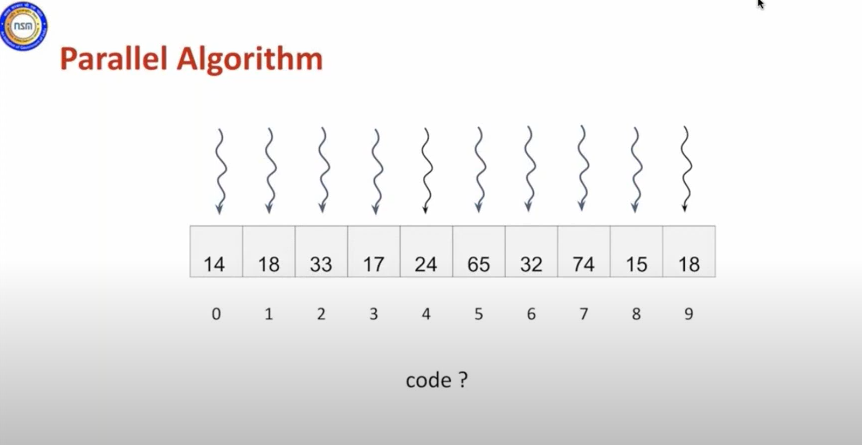 nsm
Parallel Algorithm
14 18 33 17 24 65 32 74 15 18
0 1 2 3 4 5 6 7 8 9
code ?